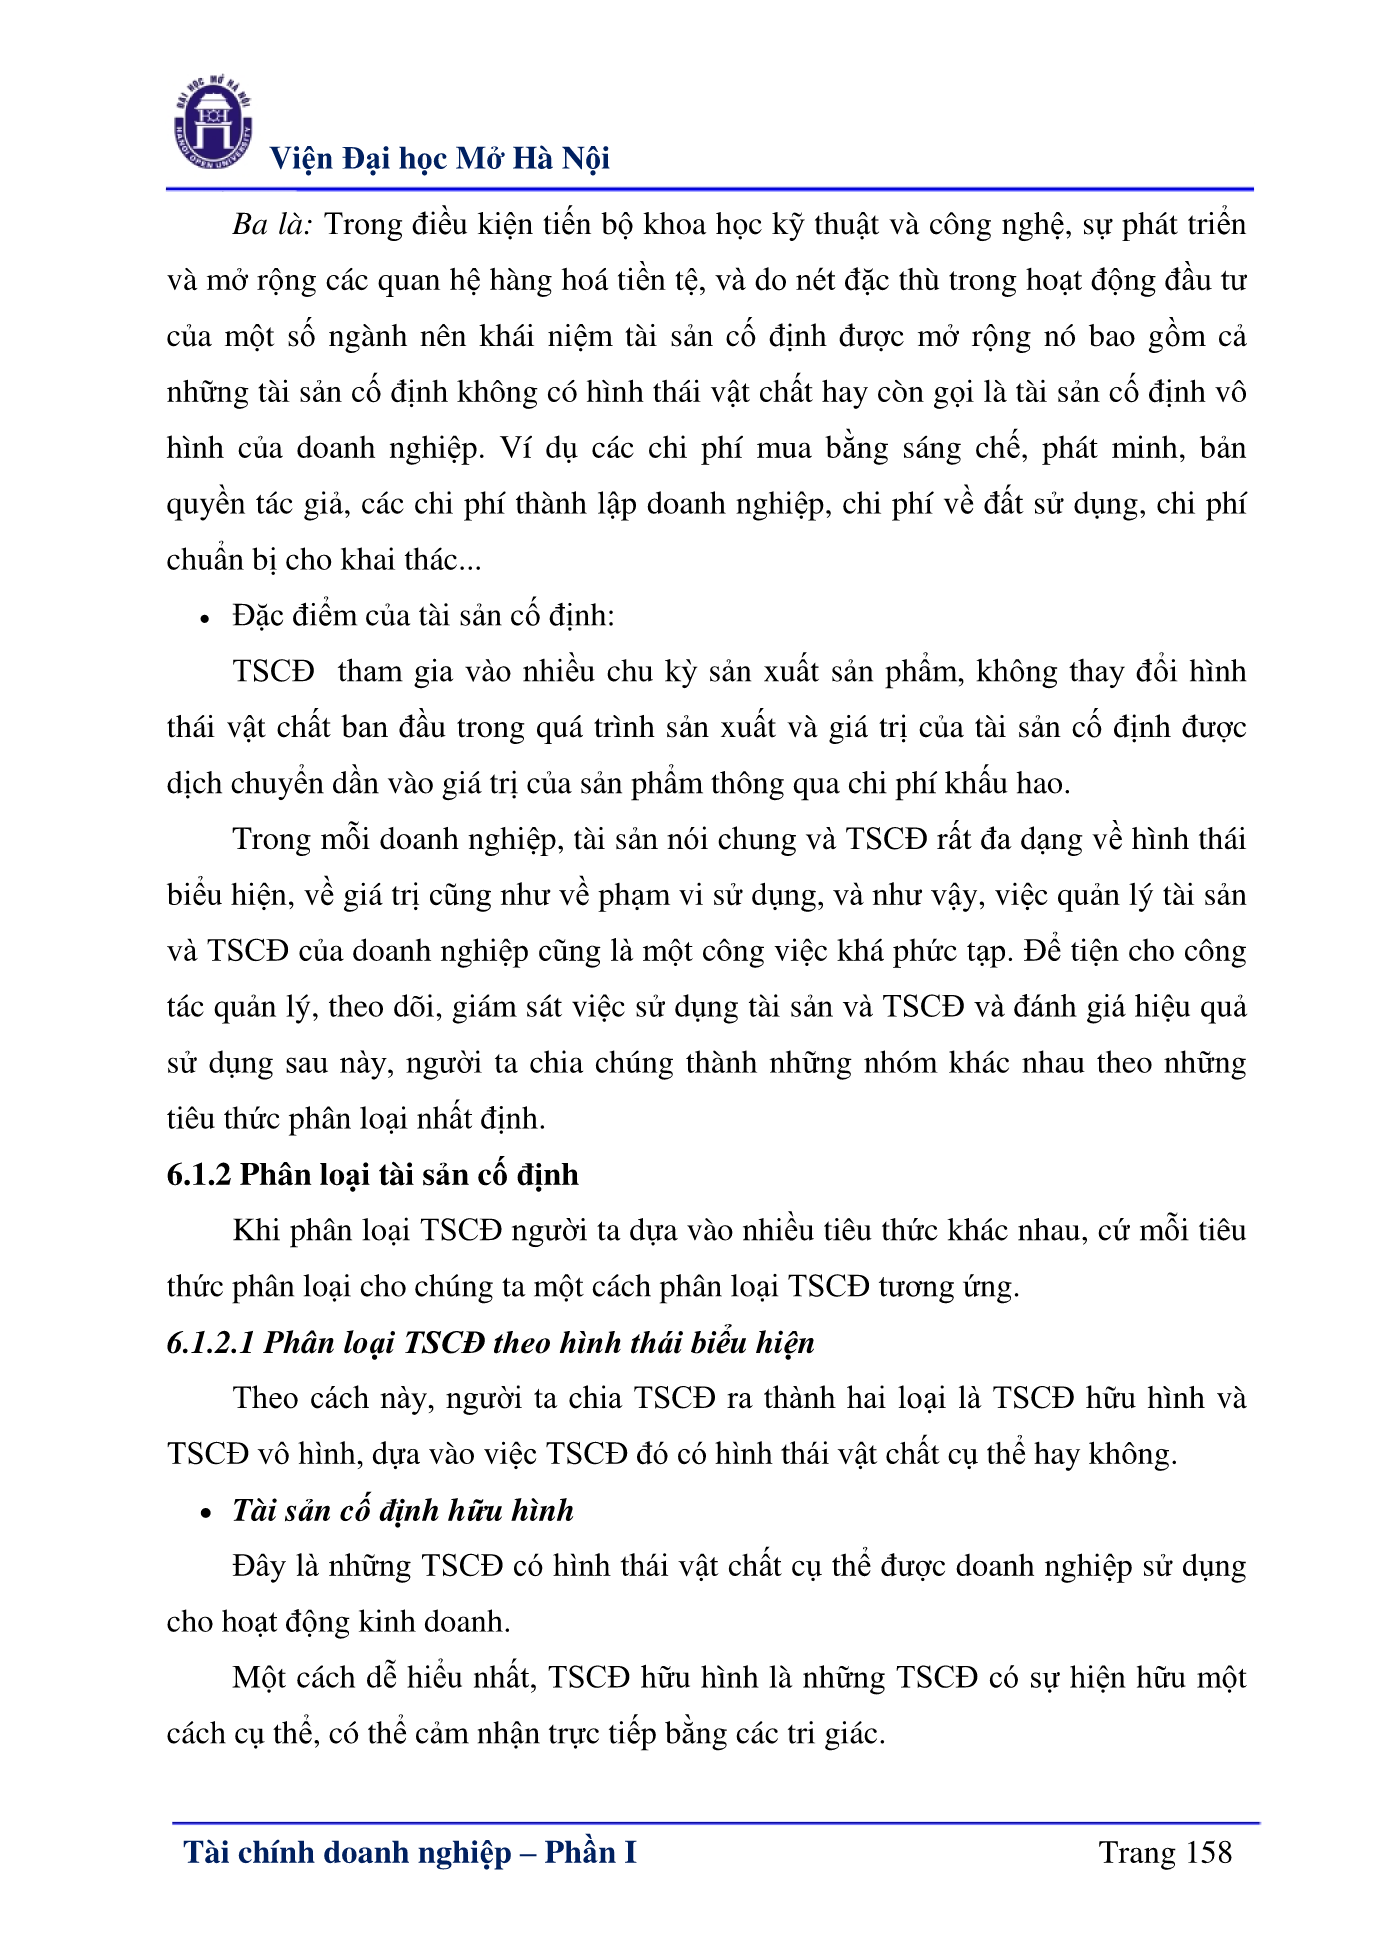 ĐẠI HỌC MỞ HÀ NỘI
HANOI OPEN UNIVERSITY
Viện Đại học Mở Hà Nội
Ba là: Trong điều kiện tiến bộ khoa học kỹ thuật và công nghệ, sự phát triển
và mở rộng các quan hệ hàng hoá tiền tệ, và do nét đặc thù trong hoạt động đầu tư
của một số ngành nên khái niệm tài sản cố định được mở rộng nó bao gồm cả
những tài sản cố định không có hình thái vật chất hay còn gọi là tài sản cố định vô
hình của doanh nghiệp. Ví dụ các chi phí mua bằng sáng chế, phát minh, bản
quyền tác giả, các chi phí thành lập doanh nghiệp, chi phí về đất sử dụng, chi phí
chuẩn bị cho khai thác...
• Đặc điểm của tài sản cố định:
TSCĐ tham gia vào nhiều chu kỳ sản xuất sản phẩm, không thay đổi hình
thái vật chất ban đầu trong quá trình sản xuất và giá trị của tài sản cố định được
dịch chuyển dần vào giá trị của sản phẩm thông qua chi phí khấu hao.
Trong mỗi doanh nghiệp, tài sản nói chung và TSCĐ rất đa dạng về hình thái
biểu hiện, về giá trị cũng như về phạm vi sử dụng, và như vậy, việc quản lý tài sản
và TSCĐ của doanh nghiệp cũng là một công việc khá phức tạp. Để tiện cho công
tác quản lý, theo dõi, giám sát việc sử dụng tài sản và TSCĐ và đánh giá hiệu quả
sử dụng sau này, người ta chia chúng thành những nhóm khác nhau theo những
tiêu thức phân loại nhất định.
6.1.2 Phân loại tài sản cố định
Khi phân loại TSCĐ người ta dựa vào nhiều tiêu thức khác nhau, cứ mỗi tiêu
thức phân loại cho chúng ta một cách phân loại TSCĐ tương ứng.
6.1.2.1 Phân loại TSCĐ theo hình thái biểu hiện
Theo cách này, người ta chia TSCĐ ra thành hai loại là TSCĐ hữu hình và
TSCĐ vô hình, dựa vào việc TSCĐ đó có hình thái vật chất cụ thể hay không.
• Tài sản cố định hữu hình
Đây là những TSCĐ có hình thái vật chất cụ thể được doanh nghiệp sử dụng
cho hoạt động kinh doanh.
Một cách dễ hiểu nhất, TSCĐ hữu hình là những TSCĐ có sự hiện hữu một
cách cụ thể, có thể cảm nhận trực tiếp bằng các tri giác.
Tài chính doanh nghiệp – Phần I
Trang 158